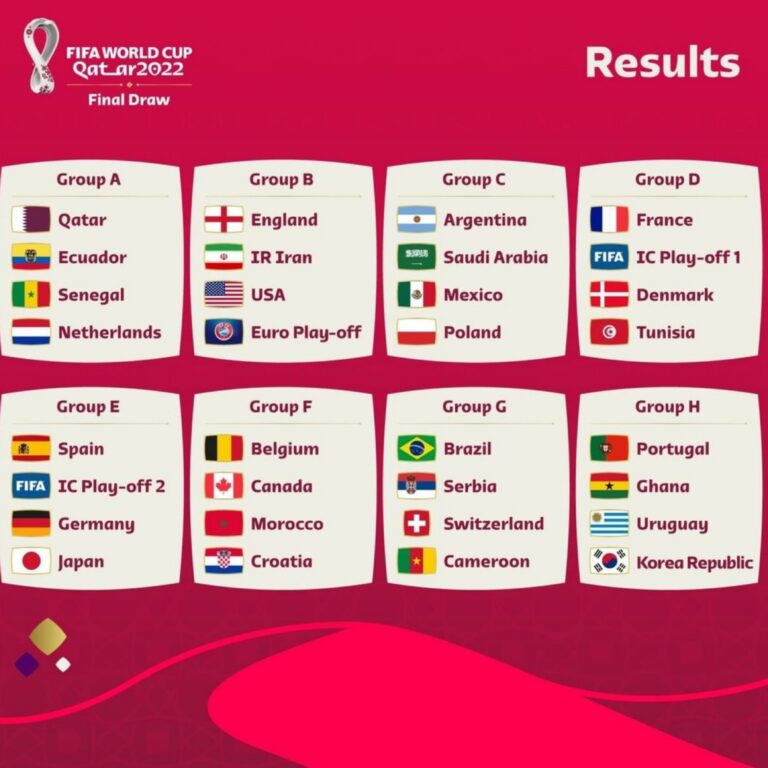 FIFA WORLD CUP
Qatar2022
Final Draw
Results
Group A
Qatar
Ecuador
Senegal
Netherlands
Group B
England
IR Iran
USA
Euro Play-off
Group C
Argentina
Saudi Arabia
Mexico
Poland
Group D
France
FIFA IC Play-off 1
Denmark
Tunisia
Group E
Spain
FIFA IC Play-off 2
Germany
Japan
Group F
Belgium
Canada
Morocco
Croatia
Group G
Brazil
Serbia
Switzerland
Cameroon
Group H
Portugal
Ghana
Uruguay
Korea Republic